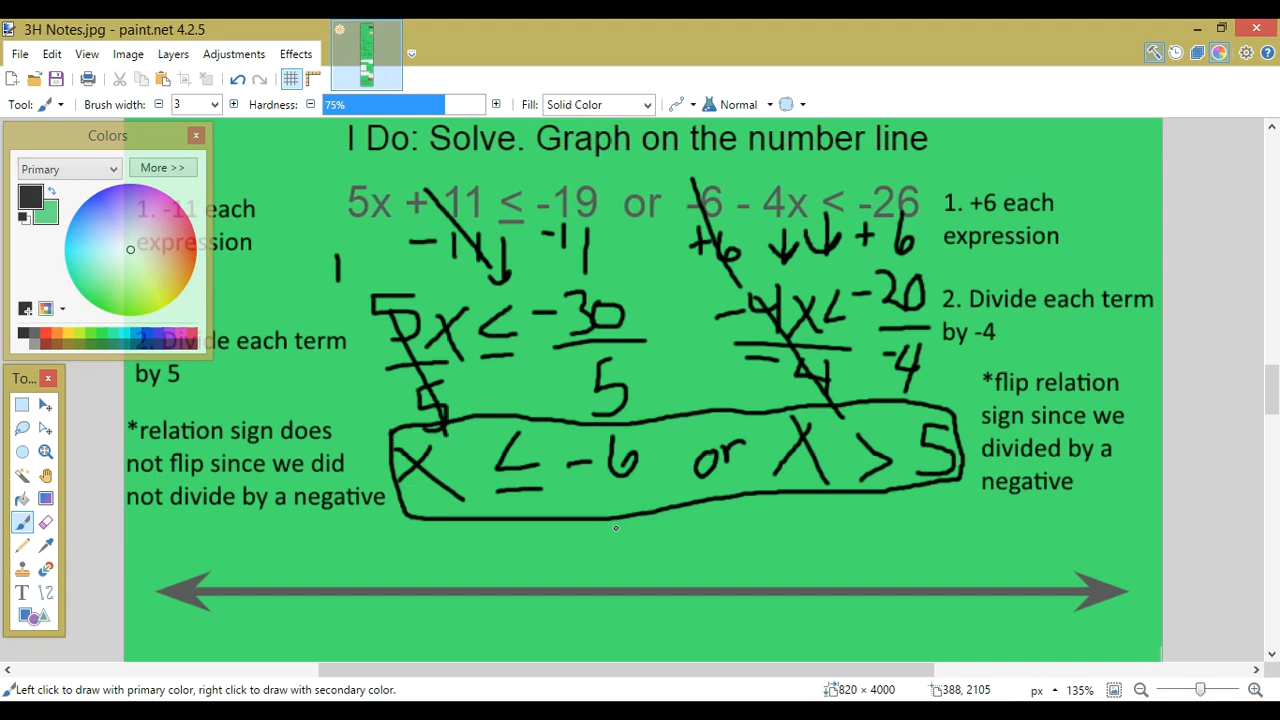 3H Notes.jpg - paint.net 4.2.5
File Edit View Image Layers Adjustments Effects
Tool: Brush width: 3 Hardness: 75% Fill: Solid Color Normal
Colors
Primary More >>
I Do: Solve. Graph on the number line
5x + 11 ≤ -19 or -6 - 4x < -26
1. -11 each
expression
1. +6 each
expression
-11 -11 +6 + 6
1
5x ≤ -30 -4x < -20
5 5 -4 -4
2. Divide each term
by 5
2. Divide each term
by -4
*relation sign does
not flip since we did
not divide by a negative
*flip relation
sign since we
divided by a
negative
x ≤ -6 or x > 5
To...
Left click to draw with primary color, right click to draw with secondary color.
820 x 4000 388, 2105 px 135%